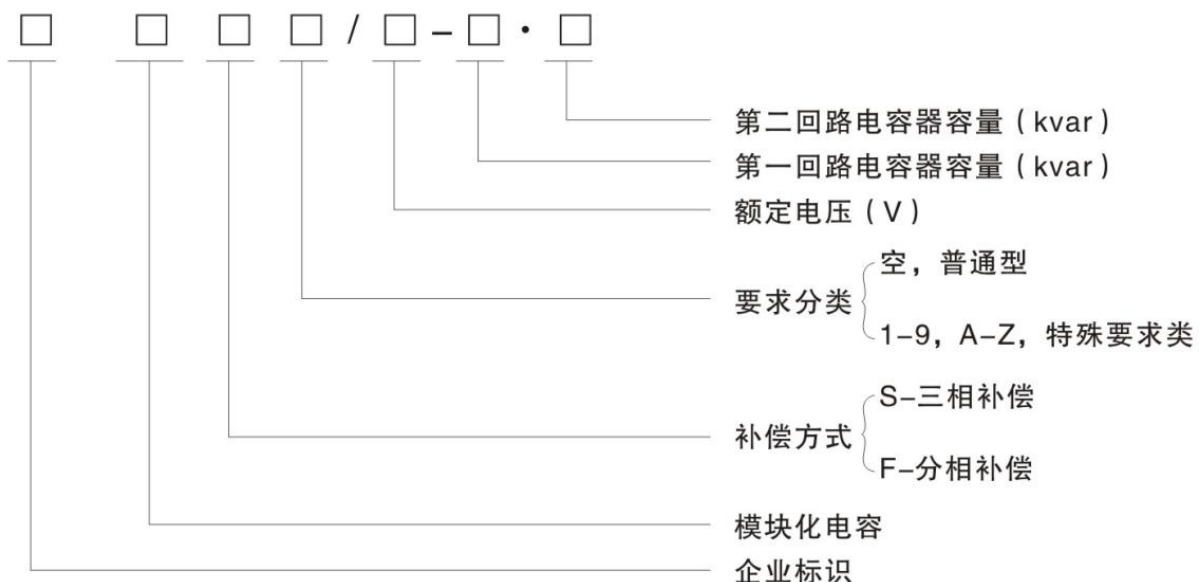 □ □ □ □ / □ – □ · □
第二回路电容器容量（kvar）
第一回路电容器容量（kvar）
额定电压（V）
空，普通型
要求分类
1–9，A–Z，特殊要求类
S–三相补偿
补偿方式
F–分相补偿
模块化电容
企业标识